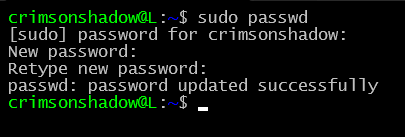 crimsonshadow@L:~$ sudo passwd
[sudo] password for crimsonshadow:
New password:
Retype new password:
passwd: password updated successfully
crimsonshadow@L:~$